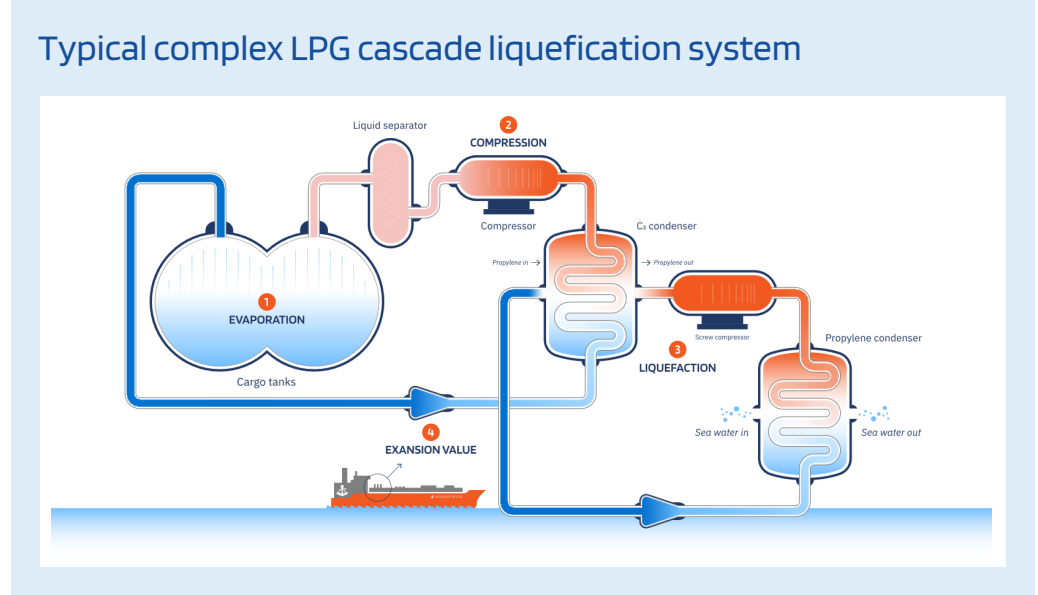 Typical complex LPG cascade liquefication system
Liquid separator
2
COMPRESSION
Compressor
C₂ condenser
Propylene in →
→ Propylene out
1
EVAPORATION
Cargo tanks
Screw compressor
3
LIQUEFACTION
Propylene condenser
Sea water in
Sea water out
4
EXANSION VALUE